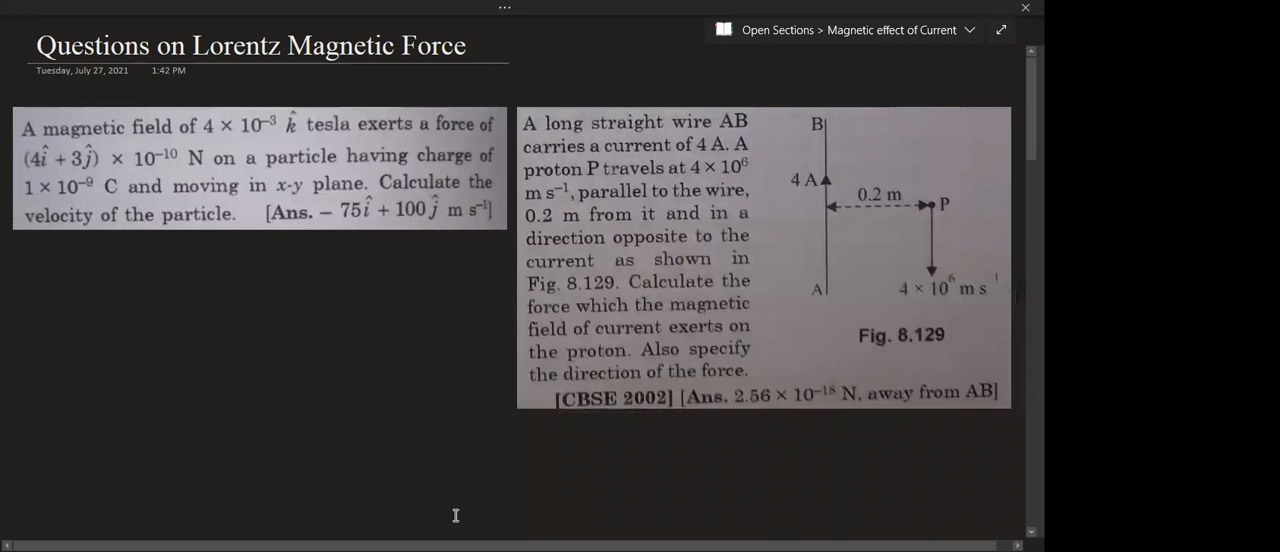 Open Sections > Magnetic effect of Current
Questions on Lorentz Magnetic Force
Tuesday, July 27, 2021 1:42 PM
A magnetic field of 4 × 10⁻³ k̂ tesla exerts a force of
(4î + 3ĵ) × 10⁻¹⁰ N on a particle having charge of
1 × 10⁻⁹ C and moving in x-y plane. Calculate the
velocity of the particle. [Ans. – 75î + 100ĵ m s⁻¹]
A long straight wire AB
carries a current of 4 A. A
proton P travels at 4 × 10⁶
m s⁻¹, parallel to the wire,
0.2 m from it and in a
direction opposite to the
current as shown in
Fig. 8.129. Calculate the
force which the magnetic
field of current exerts on
the proton. Also specify
the direction of the force.
[CBSE 2002] [Ans. 2.56 × 10⁻¹⁸ N, away from AB]
B
4 A
0.2 m
P
A
4 × 10⁶ m s⁻¹
Fig. 8.129